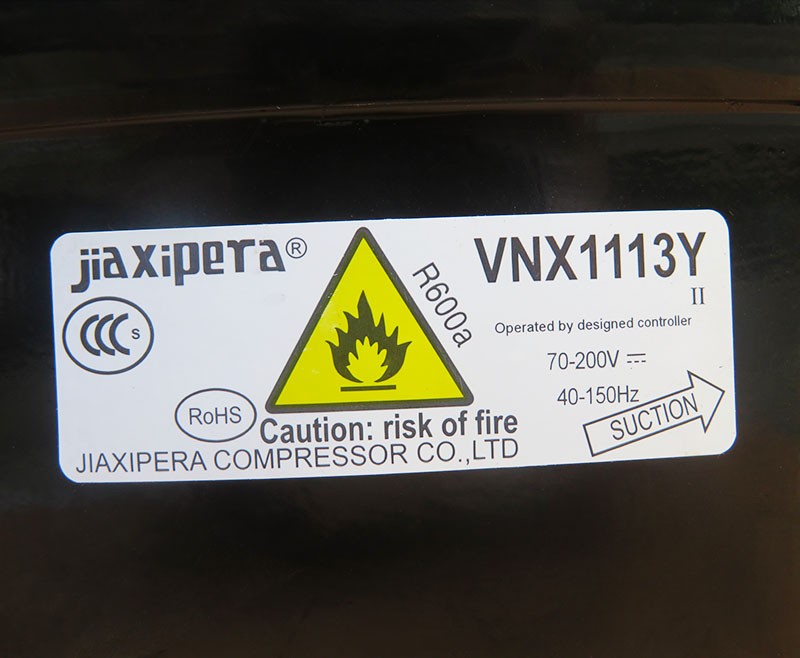 jiaxipera®
VNX1113Y
II
R600a
CCC S
Operated by designed controller
70-200V ⎓
40-150Hz
RoHS
SUCTION
Caution: risk of fire
JIAXIPERA COMPRESSOR CO.,LTD